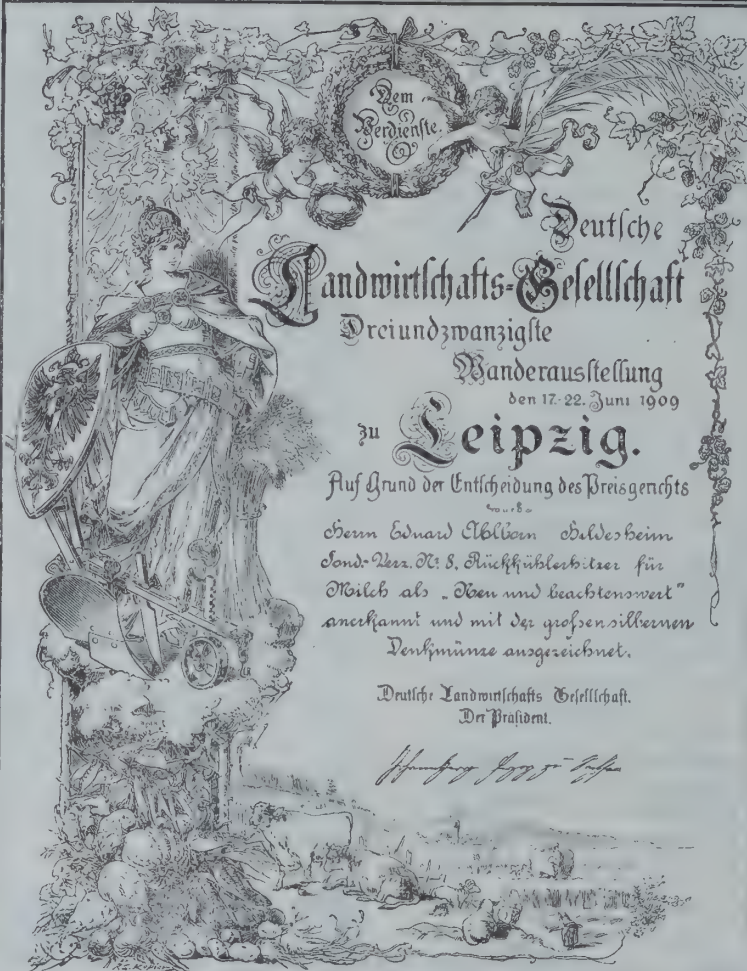 Dem
Verdienste.
Deutsche
Landwirtschafts=Gesellschaft
Dreiundzwanzigste
Wanderausstellung
den 17.-22. Juni 1909
zu Leipzig.
Auf Grund der Entscheidung des Preisgerichts
wurde
Herrn Eduard Ahlborn Hildesheim
Sond.-Verz. Nr. 8, Rückkühlerhitzer für
Milch als „Neu und beachtenswert"
anerkannt und mit der großen silbernen
Denkmünze ausgezeichnet.
Deutsche Landwirtschafts Gesellschaft.
Der Präsident.